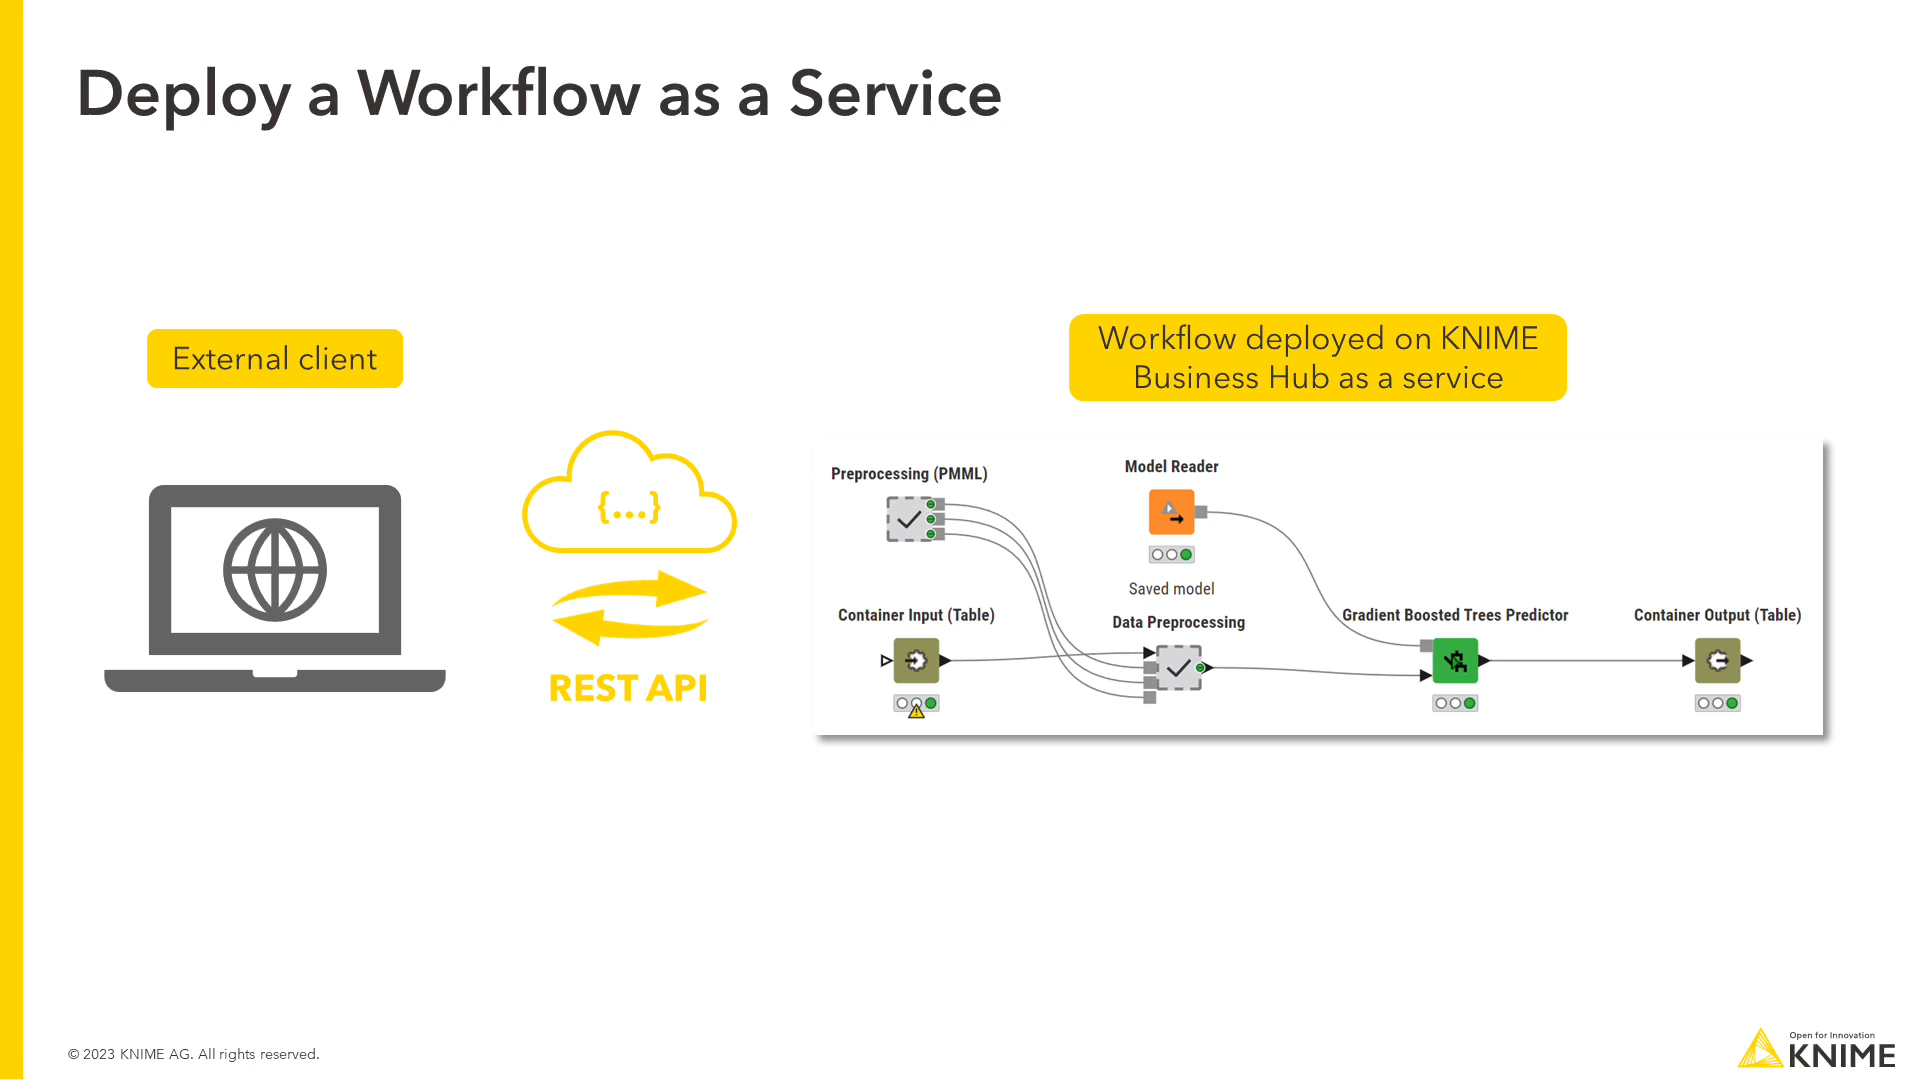 Deploy a Workflow as a Service
External client
Workflow deployed on KNIME
Business Hub as a service
{...}
REST API
Preprocessing (PMML)
Model Reader
Saved model
Container Input (Table)
Data Preprocessing
Gradient Boosted Trees Predictor
Container Output (Table)
© 2023 KNIME AG. All rights reserved.
Open for Innovation
KNIME